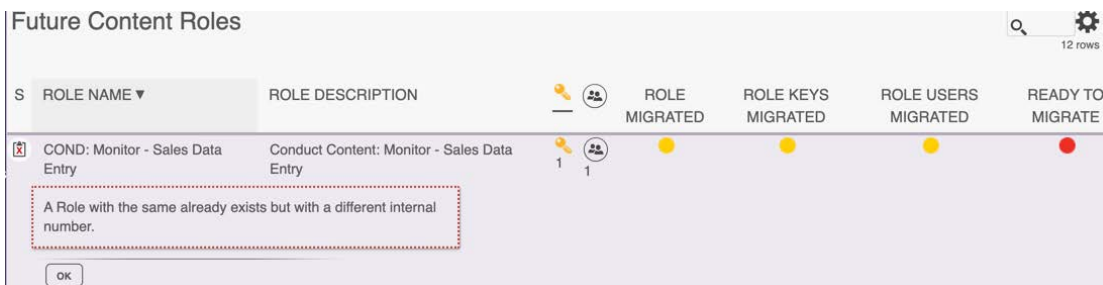 Future Content Roles
12 rows
S ROLE NAME ▼ ROLE DESCRIPTION ROLE MIGRATED ROLE KEYS MIGRATED ROLE USERS MIGRATED READY TO MIGRATE
COND: Monitor - Sales Data Entry
Conduct Content: Monitor - Sales Data Entry
1
1
A Role with the same already exists but with a different internal
number.
OK